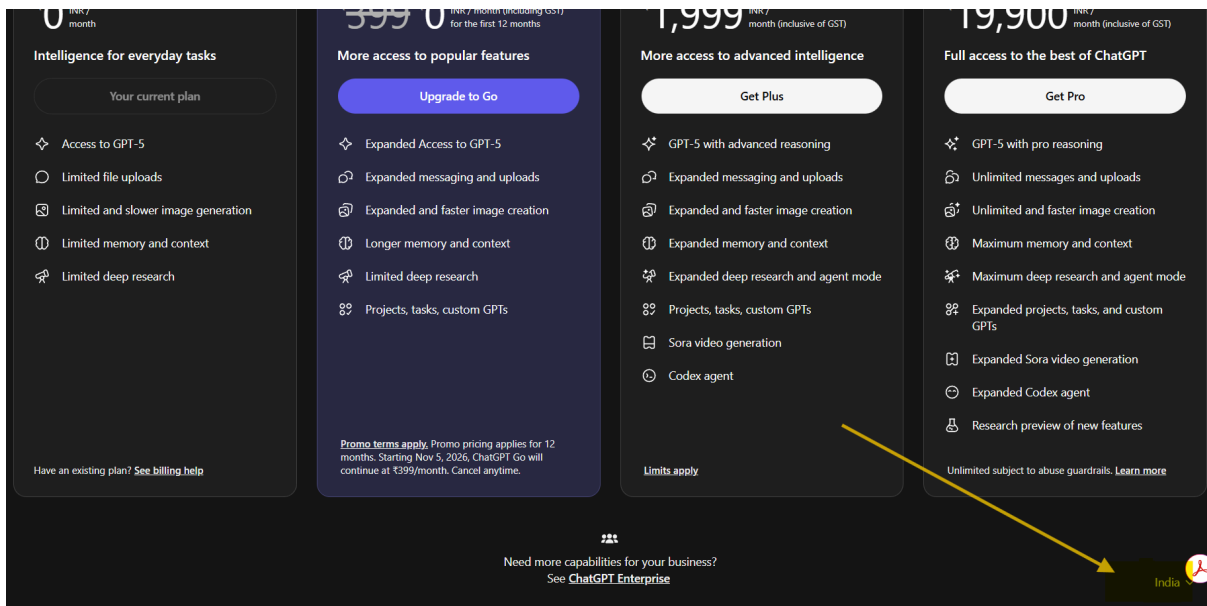 0 INR /
month
Intelligence for everyday tasks
Your current plan
Access to GPT-5
Limited file uploads
Limited and slower image generation
Limited memory and context
Limited deep research
Have an existing plan? See billing help
399 0 INR / month (including GST)
for the first 12 months
More access to popular features
Upgrade to Go
Expanded Access to GPT-5
Expanded messaging and uploads
Expanded and faster image creation
Longer memory and context
Limited deep research
Projects, tasks, custom GPTs
Promo terms apply. Promo pricing applies for 12
months. Starting Nov 5, 2026, ChatGPT Go will
continue at ₹399/month. Cancel anytime.
1,999 INR /
month (inclusive of GST)
More access to advanced intelligence
Get Plus
GPT-5 with advanced reasoning
Expanded messaging and uploads
Expanded and faster image creation
Expanded memory and context
Expanded deep research and agent mode
Projects, tasks, custom GPTs
Sora video generation
Codex agent
Limits apply
19,900 INR /
month (inclusive of GST)
Full access to the best of ChatGPT
Get Pro
GPT-5 with pro reasoning
Unlimited messages and uploads
Unlimited and faster image creation
Maximum memory and context
Maximum deep research and agent mode
Expanded projects, tasks, and custom
GPTs
Expanded Sora video generation
Expanded Codex agent
Research preview of new features
Unlimited subject to abuse guardrails. Learn more
Need more capabilities for your business?
See ChatGPT Enterprise
India